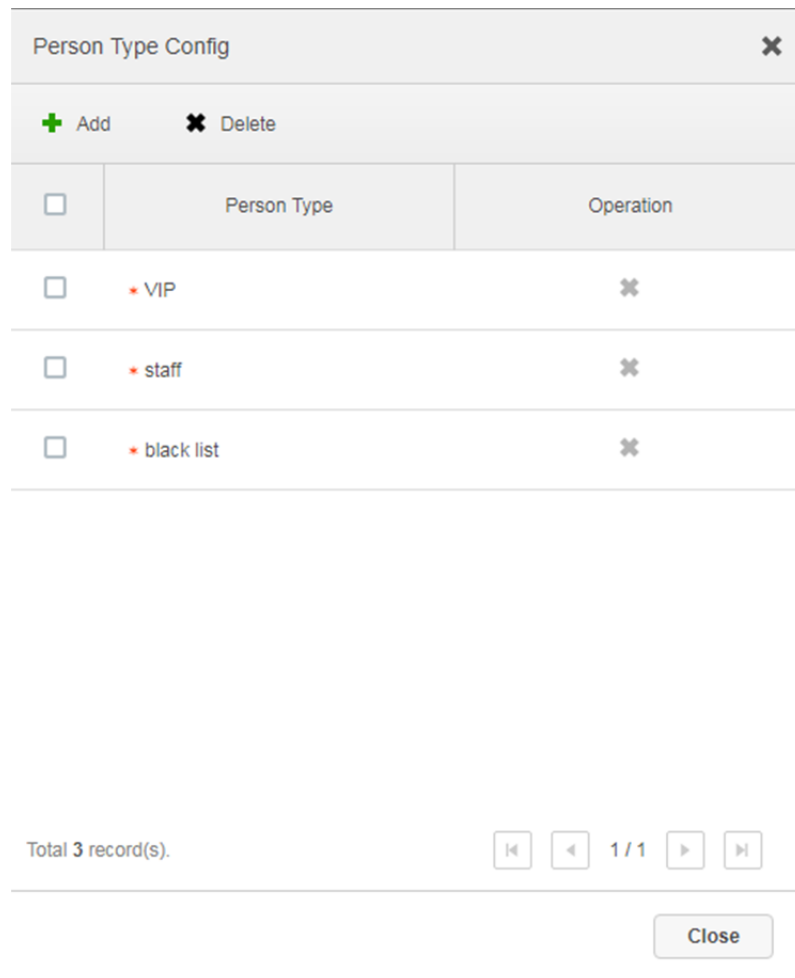 Person Type Config
Add Delete
Person Type Operation
* VIP
* staff
* black list
Total 3 record(s). 1 / 1
Close